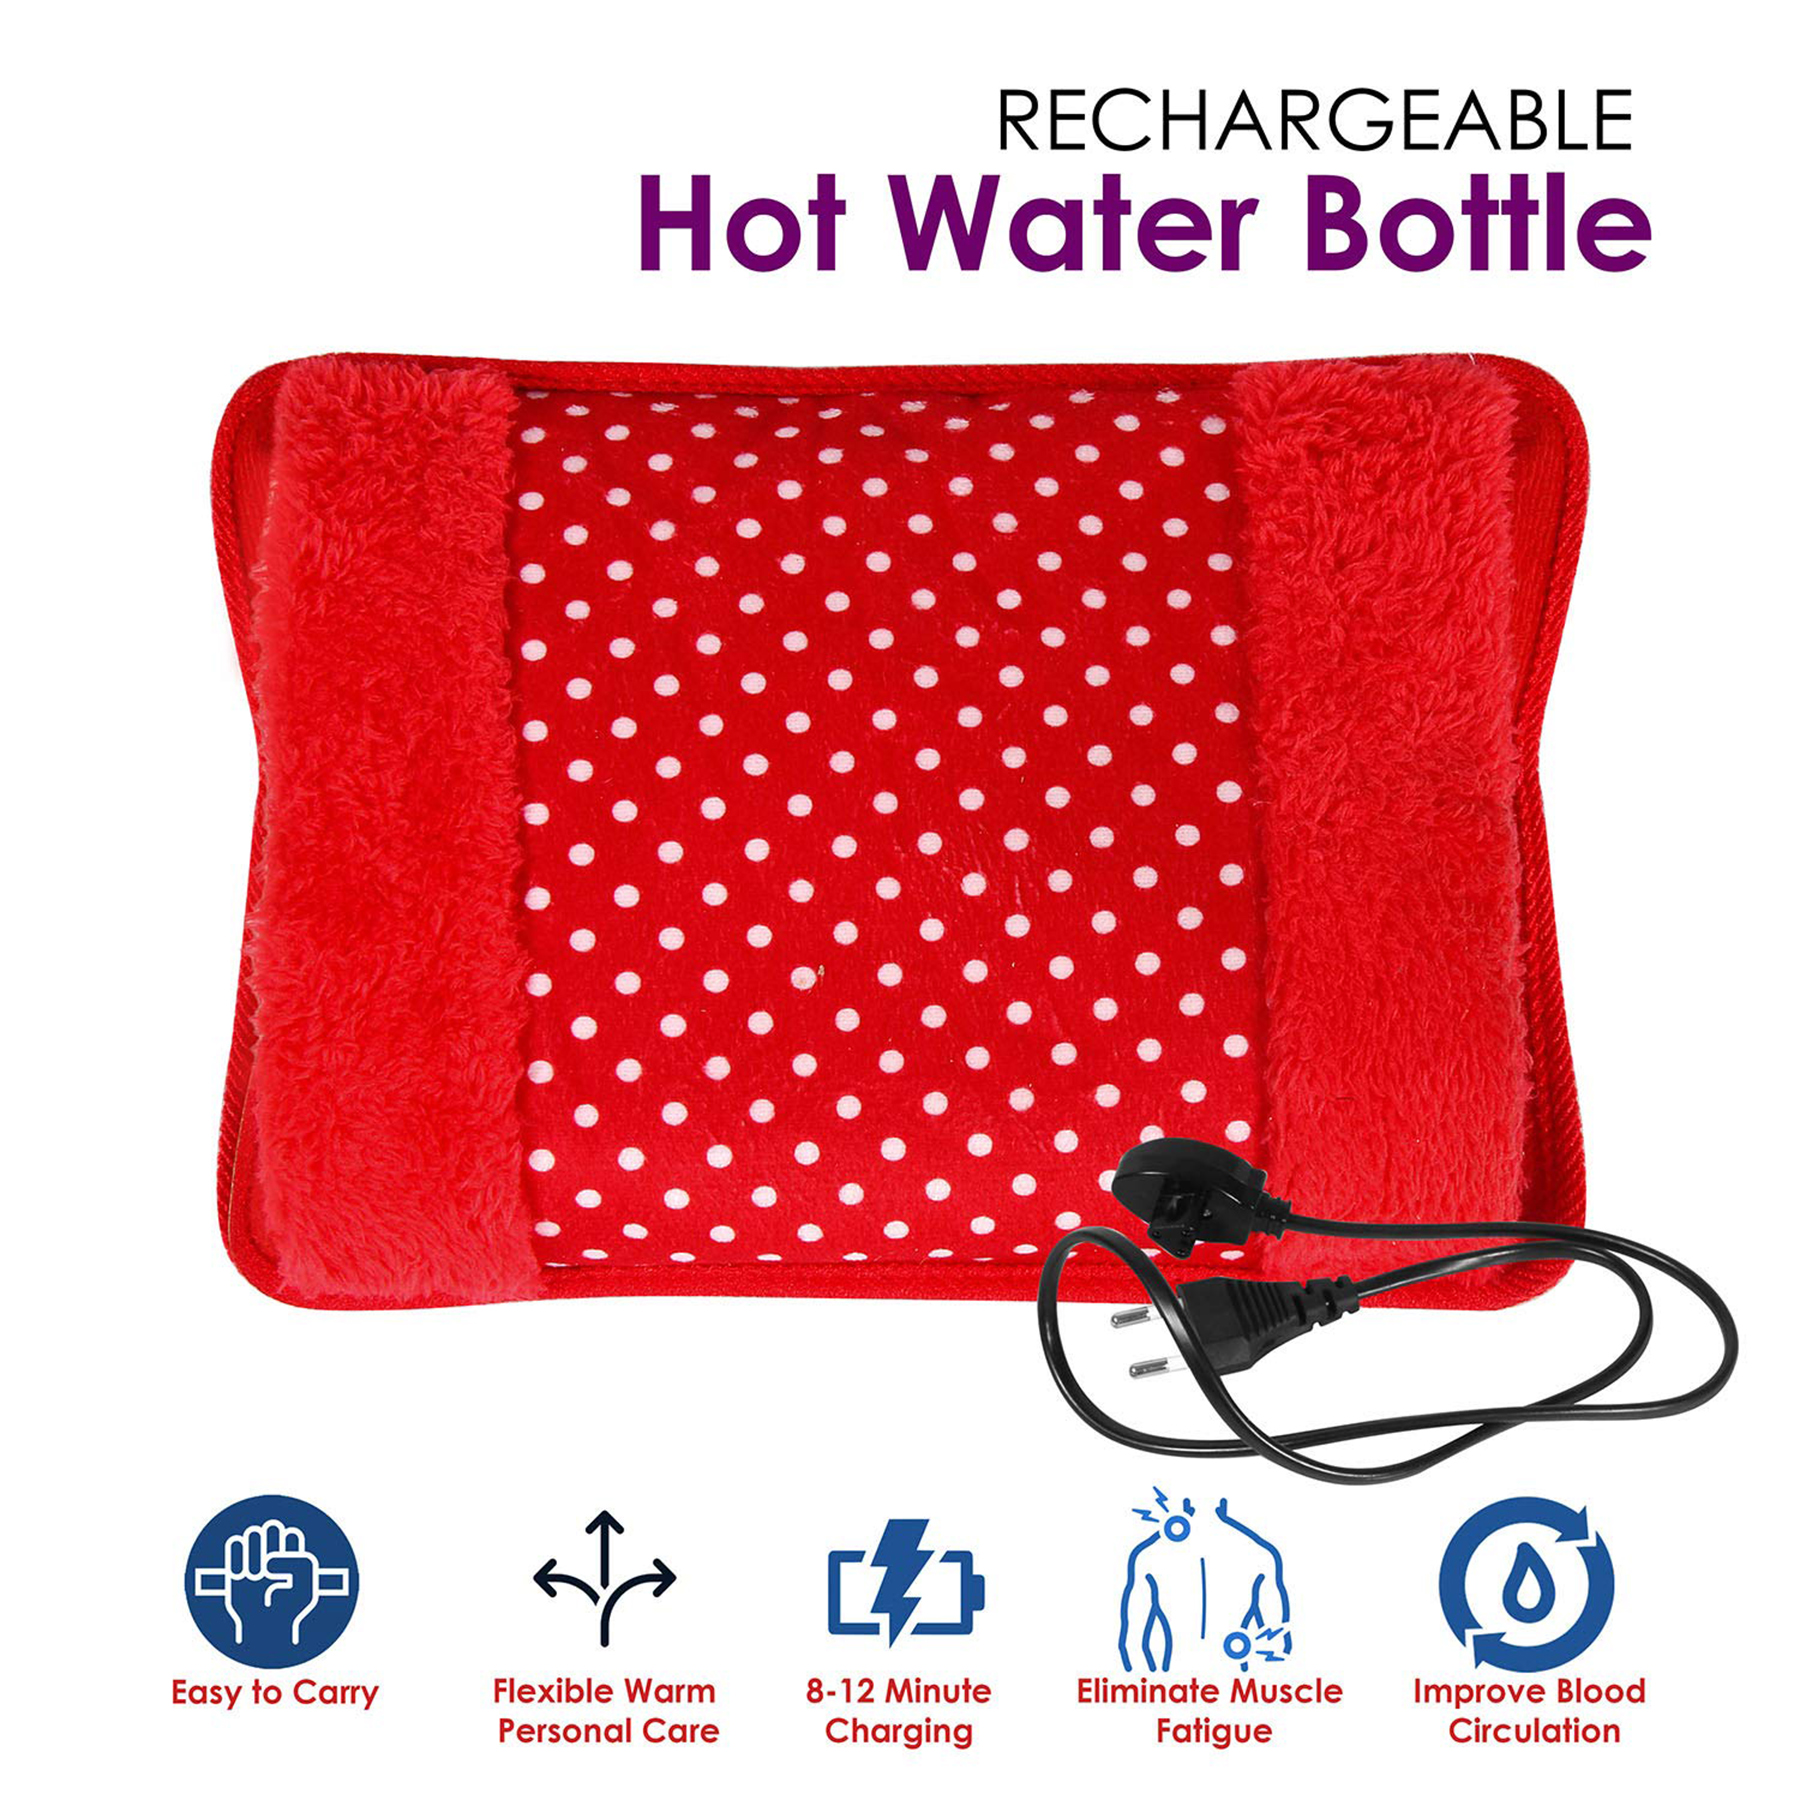 RECHARGEABLE
Hot Water Bottle
Easy to Carry
Flexible Warm
Personal Care
8-12 Minute
Charging
Eliminate Muscle
Fatigue
Improve Blood
Circulation